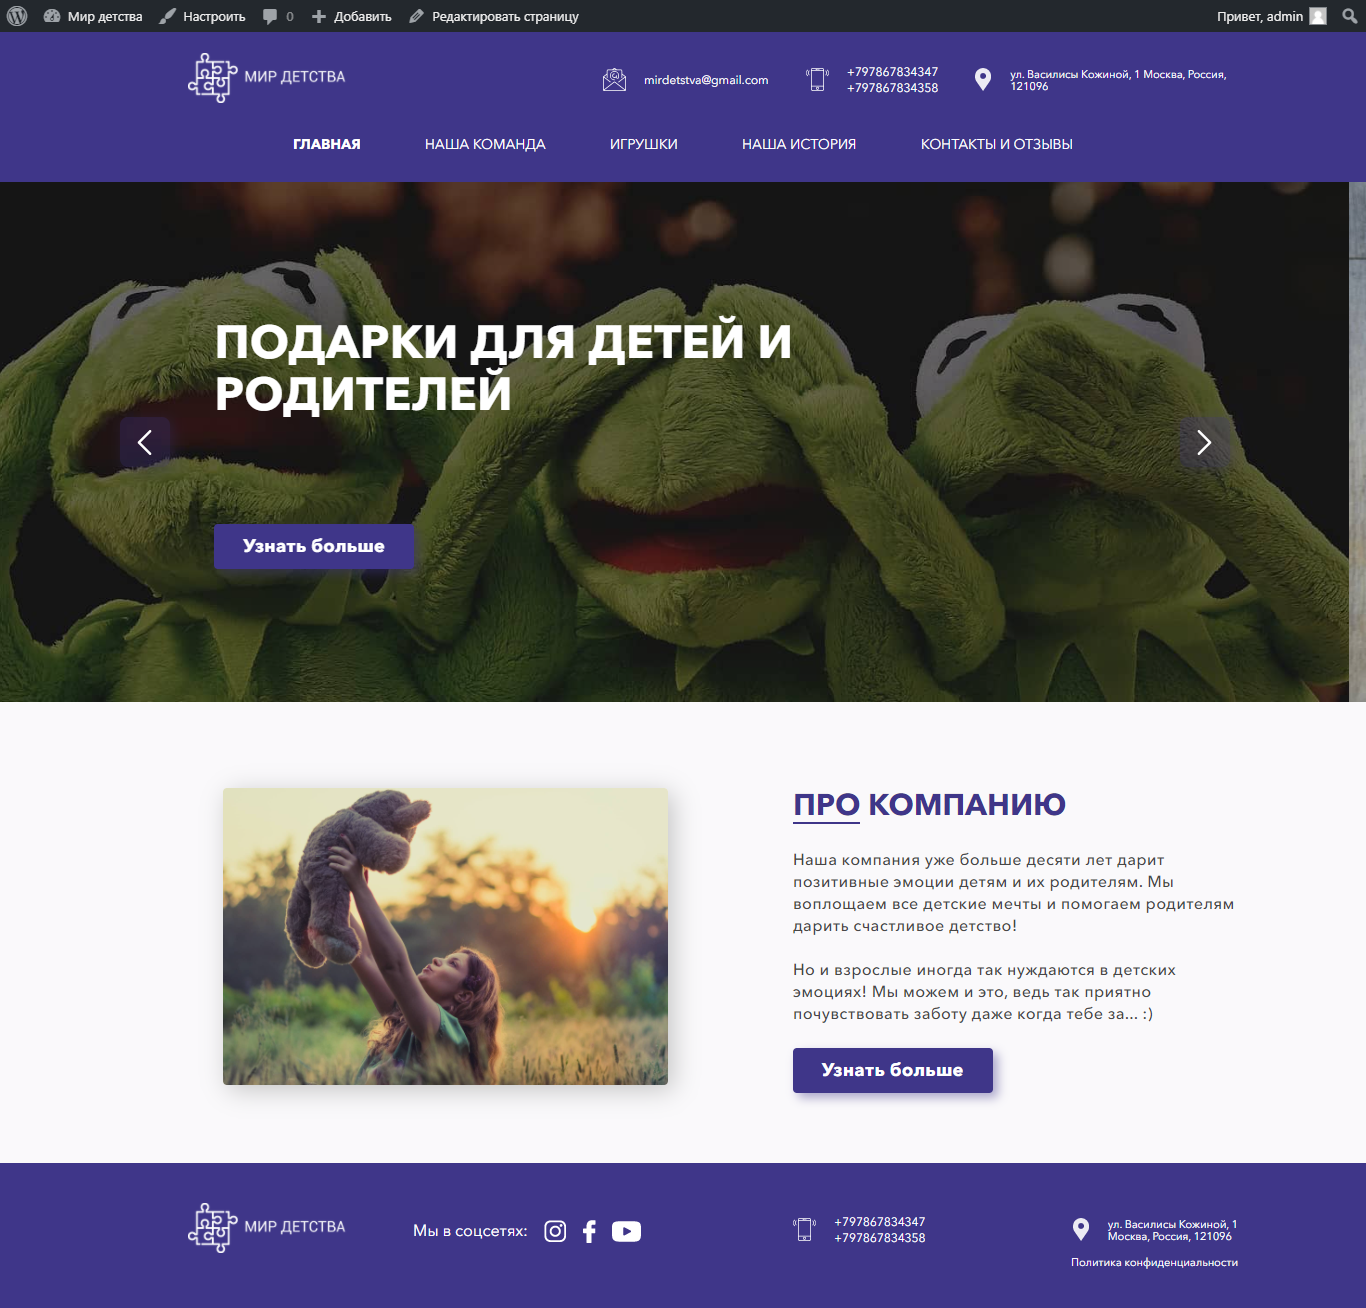 Мир детства Настроить 0 Добавить Редактировать страницу Привет, admin
МИР ДЕТСТВА
mirdetstva@gmail.com
+797867834347
+797867834358
ул. Василисы Кожиной, 1 Москва, Россия,
121096
ГЛАВНАЯ НАША КОМАНДА ИГРУШКИ НАША ИСТОРИЯ КОНТАКТЫ И ОТЗЫВЫ
ПОДАРКИ ДЛЯ ДЕТЕЙ И
РОДИТЕЛЕЙ
Узнать больше
ПРО КОМПАНИЮ
Наша компания уже больше десяти лет дарит
позитивные эмоции детям и их родителям. Мы
воплощаем все детские мечты и помогаем родителям
дарить счастливое детство!
Но и взрослые иногда так нуждаются в детских
эмоциях! Мы можем и это, ведь так приятно
почувствовать заботу даже когда тебе за... :)
Узнать больше
МИР ДЕТСТВА
Мы в соцсетях:
+797867834347
+797867834358
ул. Василисы Кожиной, 1
Москва, Россия, 121096
Политика конфиденциальности